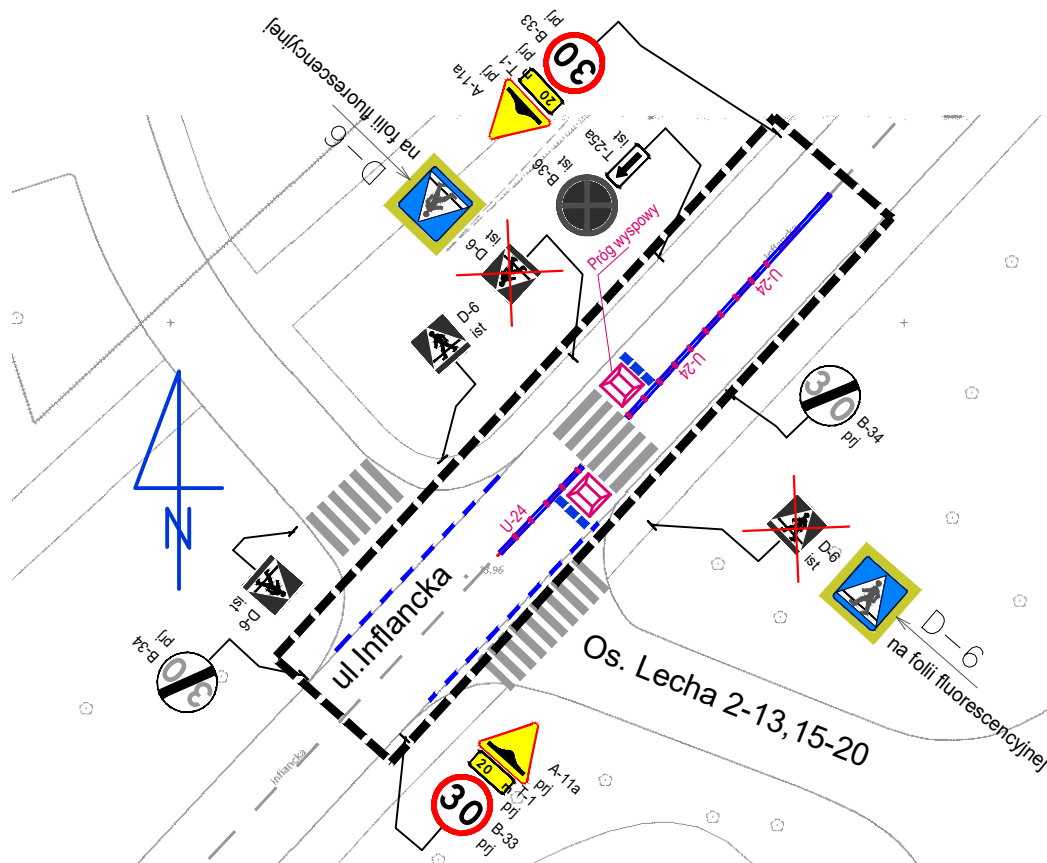 B-33
prj
30
T-1
prj
20
m
A-11a
prj
na folii fluorescencyjnej
D-6
T-25a
ist
B-36
ist
D-6
ist
D-6
ist
Próg wyspowy
Inflancka
U-24
U-24
30
B-34
prj
N
U-24
D-6
ist
D-6
na folii fluorescencyjnej
D-6
ist
B-34
prj
30
ul.Inflancka
Os. Lecha 2-13,15-20
inflancka
A-11a
prj
20
m
T-1
prj
30
B-33
prj